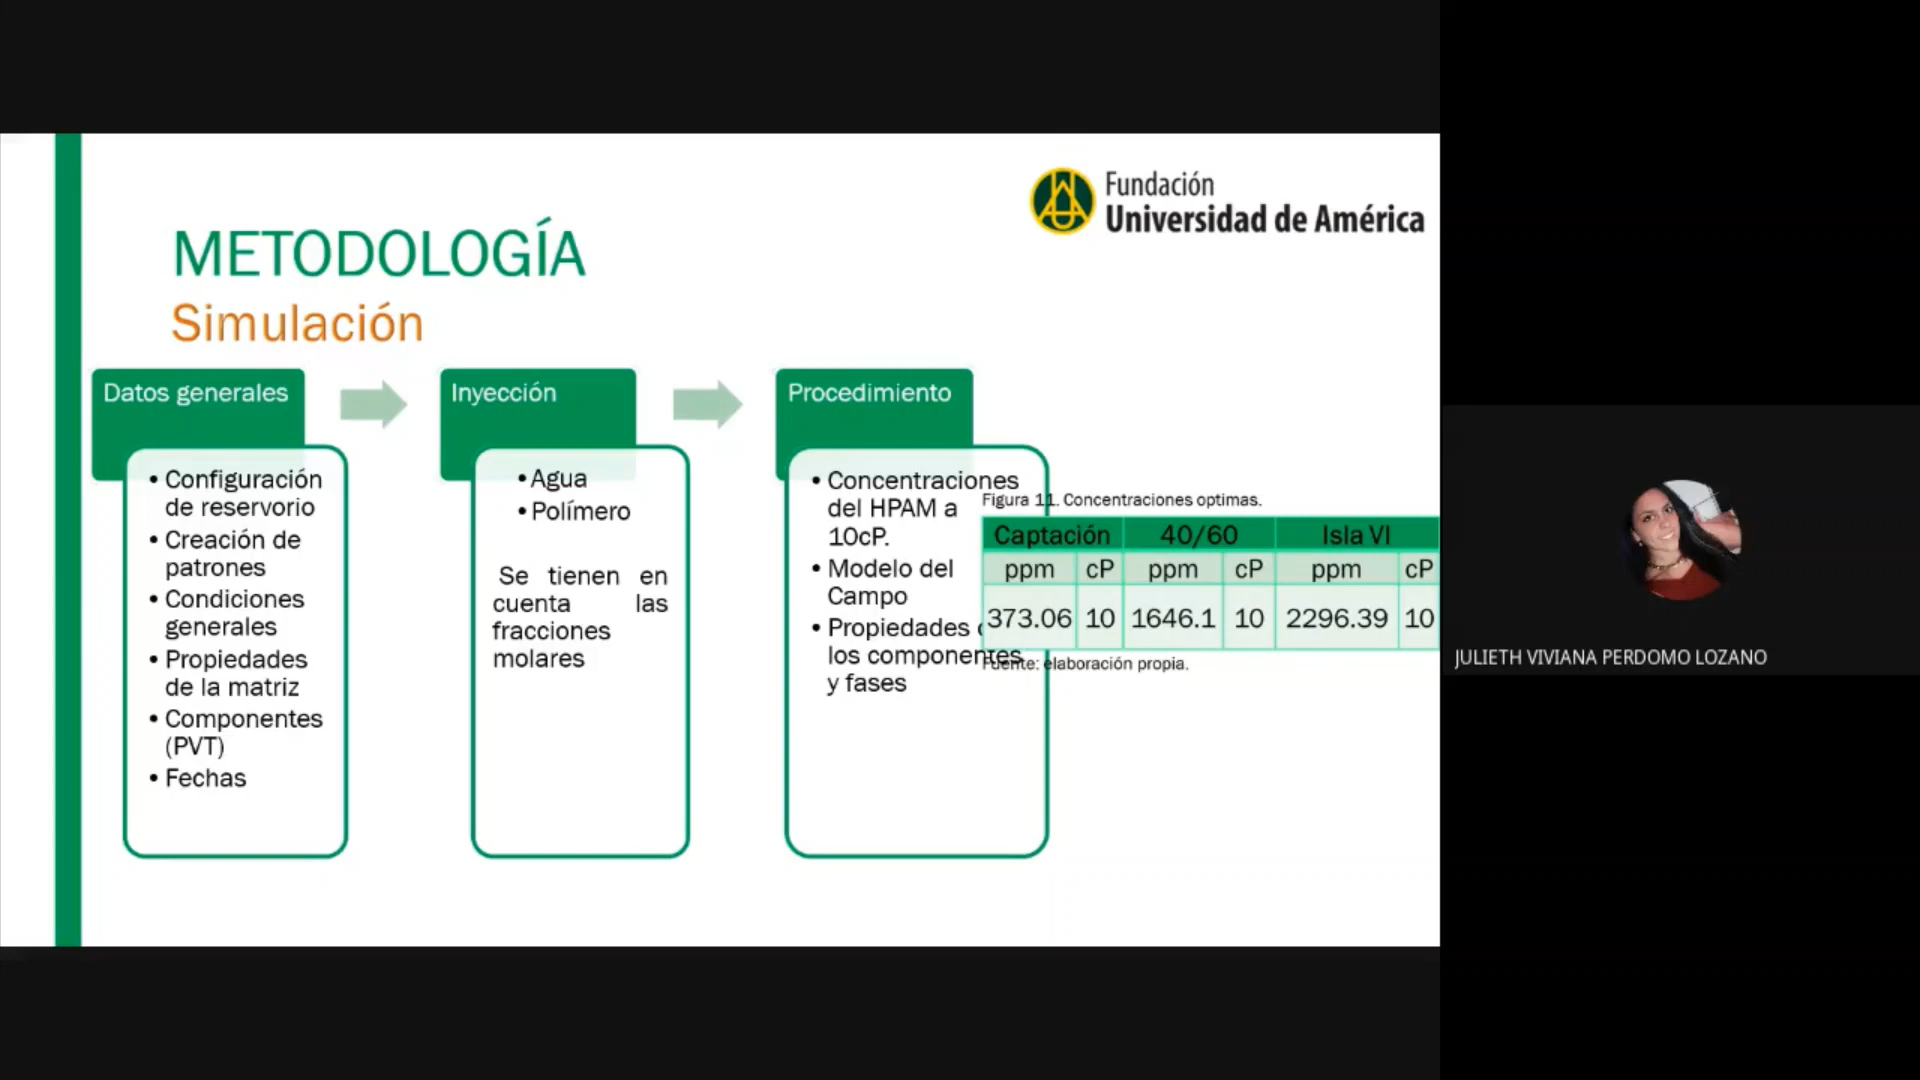 Fundación
Universidad de América
METODOLOGÍA
Simulación
Datos generales
• Configuración
de reservorio
• Creación de
patrones
• Condiciones
generales
• Propiedades
de la matriz
• Componentes
(PVT)
• Fechas
Inyección
• Agua
• Polímero
Se tienen en
cuenta las
fracciones
molares
Procedimiento
• Concentraciones
del HPAM a
10cP.
• Modelo del
Campo
• Propiedades
los componentes
y fases
Figura 11. Concentraciones optimas.
Captación 40/60 Isla VI
ppm cP ppm cP ppm cP
373.06 10 1646.1 10 2296.39 10
Fuente: elaboración propia.
JULIETH VIVIANA PERDOMO LOZANO